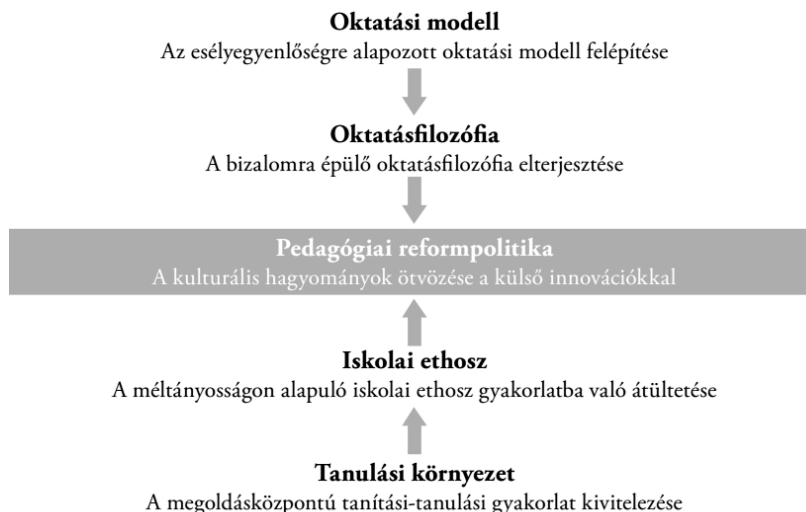 Oktatási modell
Az esélyegyenlőségre alapozott oktatási modell felépítése
Oktatásfilozófia
A bizalomra épülő oktatásfilozófia elterjesztése
Pedagógiai reformpolitika
A kulturális hagyományok ötvözése a külső innovációkkal
Iskolai ethosz
A méltányosságon alapuló iskolai ethosz gyakorlatba való átültetése
Tanulási környezet
A megoldásközpontú tanítási-tanulási gyakorlat kivitelezése